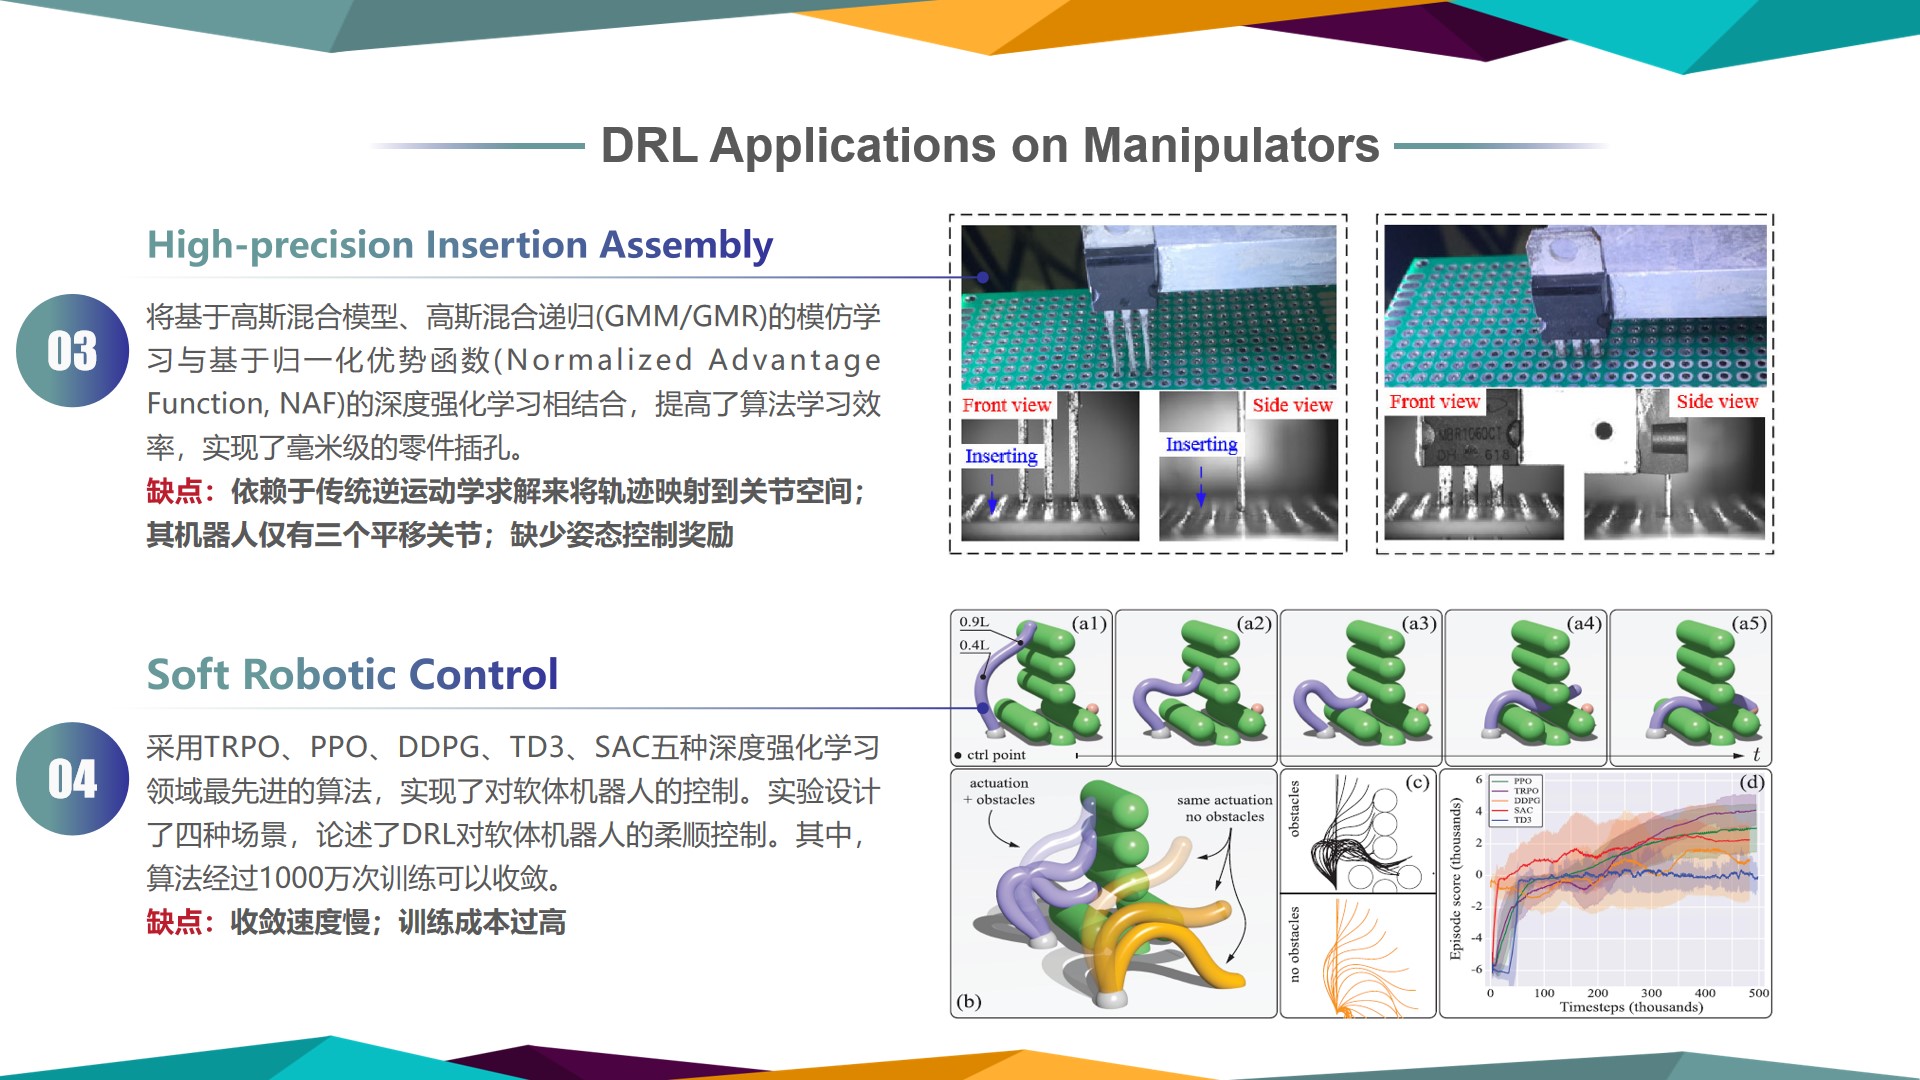 DRL Applications on Manipulators
High-precision Insertion Assembly
03
将基于高斯混合模型、高斯混合递归(GMM/GMR)的模仿学
习与基于归一化优势函数(Normalized Advantage
Function, NAF)的深度强化学习相结合，提高了算法学习效
率，实现了毫米级的零件插孔。
缺点：依赖于传统逆运动学求解来将轨迹映射到关节空间；
其机器人仅有三个平移关节；缺少姿态控制奖励
Front view
Side view
Inserting
Inserting
Front view
Side view
MBR1060CT
618
Soft Robotic Control
04
采用TRPO、PPO、DDPG、TD3、SAC五种深度强化学习
领域最先进的算法，实现了对软体机器人的控制。实验设计
了四种场景，论述了DRL对软体机器人的柔顺控制。其中，
算法经过1000万次训练可以收敛。
缺点：收敛速度慢；训练成本过高
0.9L
0.4L
(a1)
(a2)
(a3)
(a4)
(a5)
ctrl point
t
actuation
+ obstacles
same actuation
no obstacles
(b)
obstacles
(c)
no obstacles
(d)
PPO
TRPO
DDPG
SAC
TD3
Episode score (thousands)
6
4
2
0
-2
-4
-6
0 100 200 300 400 500
Timesteps (thousands)